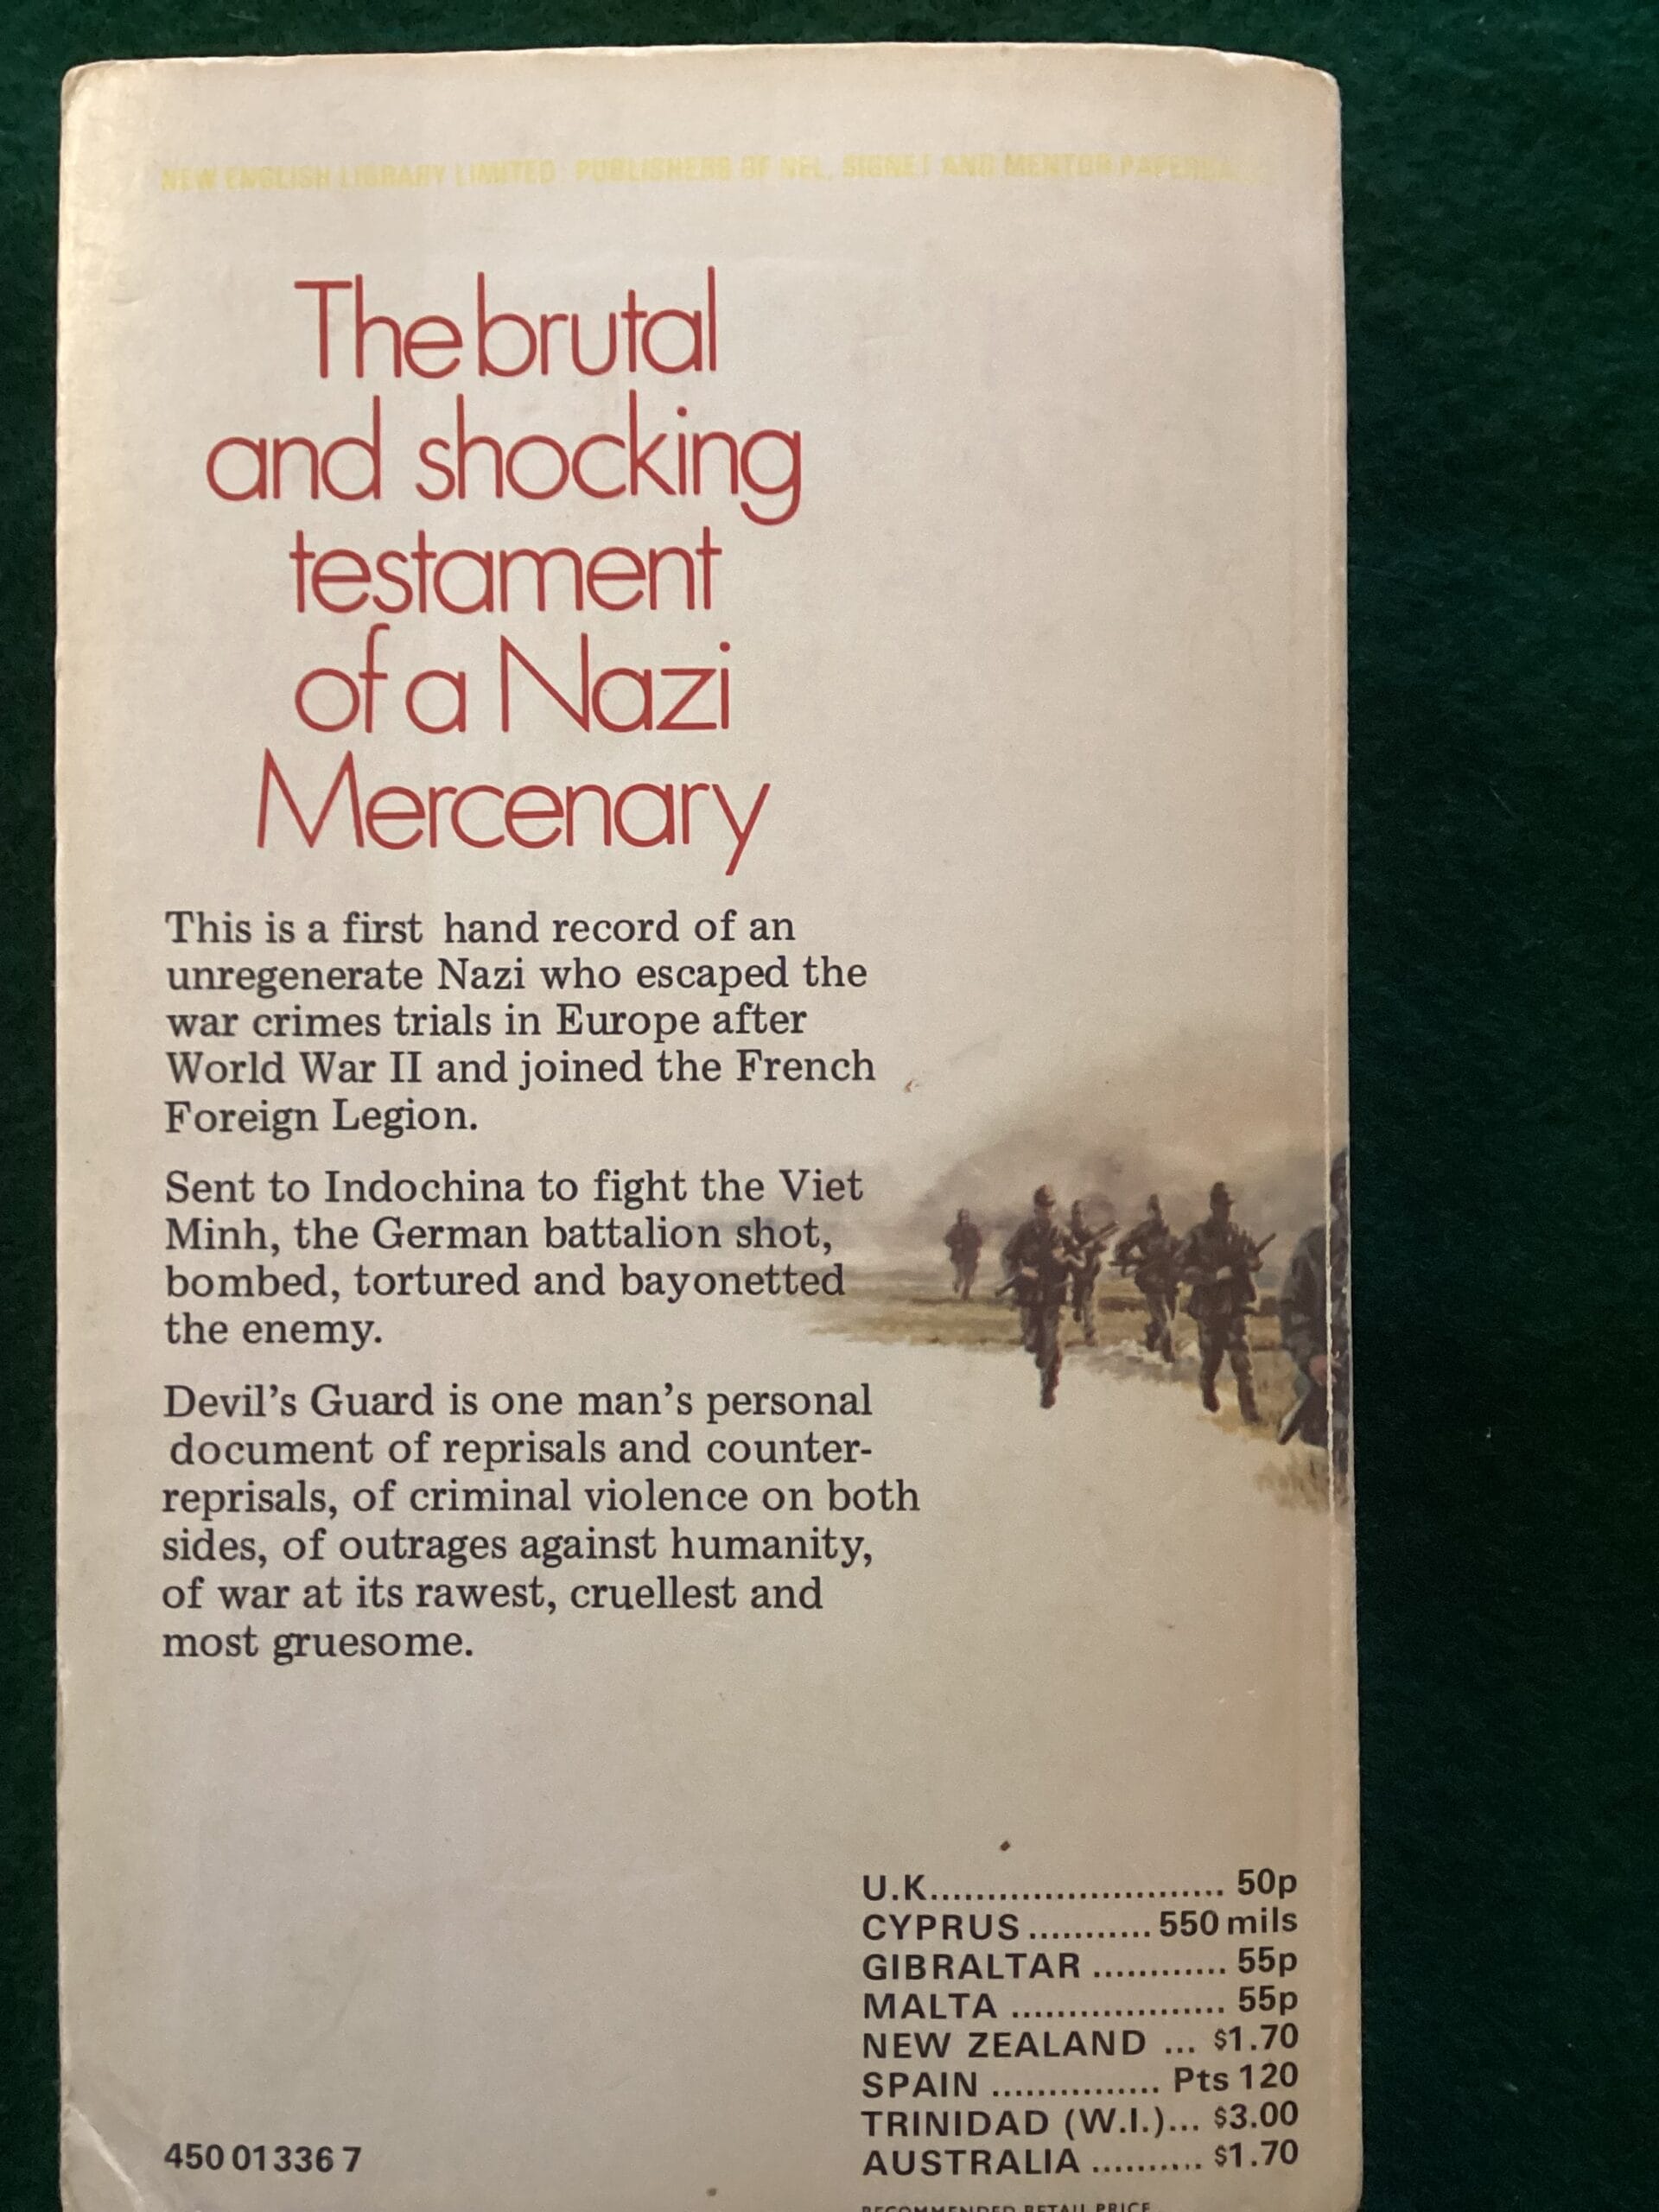 NEW ENGLISH LIBRARY LIMITED PUBLISHERS OF NEL, SIGNET AND MENTOR
The brutal
and shocking
testament
of a Nazi
Mercenary
This is a first hand record of an
unregenerate Nazi who escaped the
war crimes trials in Europe after
World War II and joined the French
Foreign Legion.
Sent to Indochina to fight the Viet
Minh, the German battalion shot,
bombed, tortured and bayonetted
the enemy.
Devil's Guard is one man's personal
document of reprisals and counter-
reprisals, of criminal violence on both
sides, of outrages against humanity,
of war at its rawest, cruellest and
most gruesome.
U.K.......................... 50p
CYPRUS ........... 550 mils
GIBRALTAR ............ 55p
MALTA ................... 55p
NEW ZEALAND ... $1.70
SPAIN ............... Pts 120
TRINIDAD (W.I.)... $3.00
AUSTRALIA .......... $1.70
RECOMMENDED RETAIL PRICE
450 01336 7